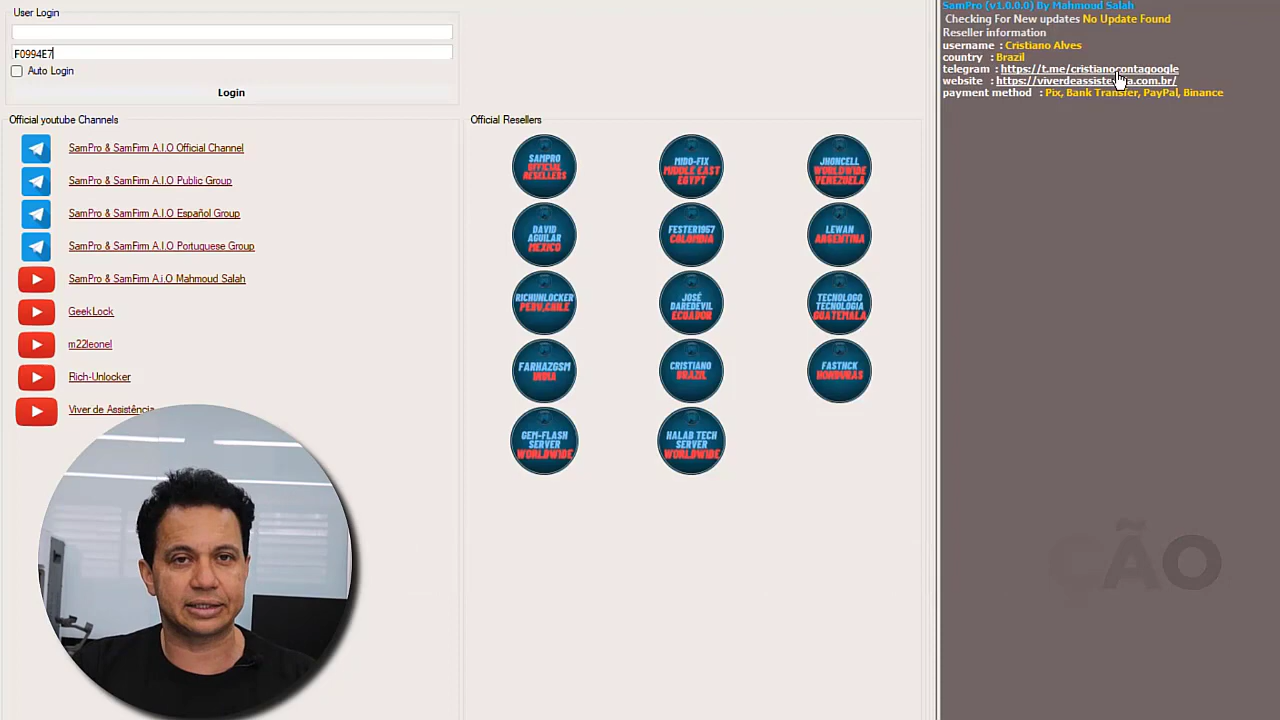 User Login
F0994E7
Auto Login
Login
Official youtube Channels
SamPro & SamFirm A.I.O Official Channel
SamPro & SamFirm A.I.O Public Group
SamPro & SamFirm A.I.O Español Group
SamPro & SamFirm A.I.O Portuguese Group
SamPro & SamFirm A.i.O Mahmoud Salah
GeekLock
m22leonel
Rich-Unlocker
Viver de Assistência
Official Resellers
SAMPRO
OFFICIAL
RESELLERS
MIDO-FIX
MIDDLE EAST
EGYPT
JHONCELL
WORLDWIDE
VENEZUELA
DAVID
AGUILAR
MEXICO
FESTER1957
COLOMBIA
LEWAN
ARGENTINA
RICHUNLOCKER
PERU,CHILE
JOSÉ
DAREDEVIL
ECUADOR
TECNOLOGO
TECNOLOGIA
GUATEMALA
FARHAZGSM
INDIA
CRISTIANO
BRAZIL
FASTNCK
HONDURAS
GEM-FLASH
SERVER
WORLDWIDE
HALAB TECH
SERVER
WORLDWIDE
SamPro (v1.0.0.0) By Mahmoud Salah
Checking For New updates No Update Found
Reseller information
username : Cristiano Alves
country : Brazil
telegram : https://t.me/cristianocontagoogle
website : https://viverdeassistencia.com.br/
payment method : Pix, Bank Transfer, PayPal, Binance
ÇÃO